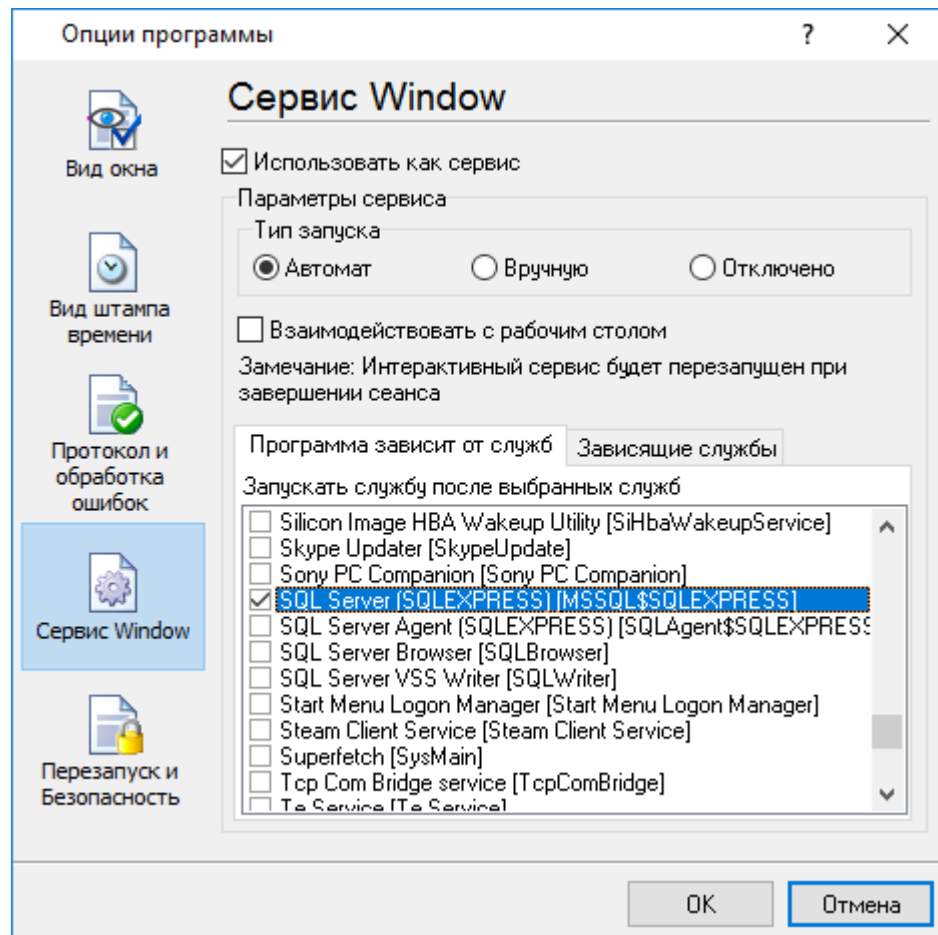 Опции программы
?
Сервис Window
Вид окна
Использовать как сервис
Параметры сервиса
Тип запуска
Автомат
Вручную
Отключено
Вид штампа
времени
Взаимодействовать с рабочим столом
Замечание: Интерактивный сервис будет перезапущен при
завершении сеанса
Протокол и
обработка
ошибок
Программа зависит от служб
Зависящие службы
Запускать службу после выбранных служб
Silicon Image HBA Wakeup Utility [SiHbaWakeupService]
Skype Updater [SkypeUpdate]
Sony PC Companion [Sony PC Companion]
SQL Server (SQLEXPRESS) [MSSQL$SQLEXPRESS]
SQL Server Agent (SQLEXPRESS) [SQLAgent$SQLEXPRESS
SQL Server Browser [SQLBrowser]
SQL Server VSS Writer [SQLWriter]
Start Menu Logon Manager [Start Menu Logon Manager]
Steam Client Service [Steam Client Service]
Superfetch [SysMain]
Tcp Com Bridge service [TcpComBridge]
Te.Service [Te.Service]
Сервис Window
Перезапуск и
Безопасность
OK
Отмена